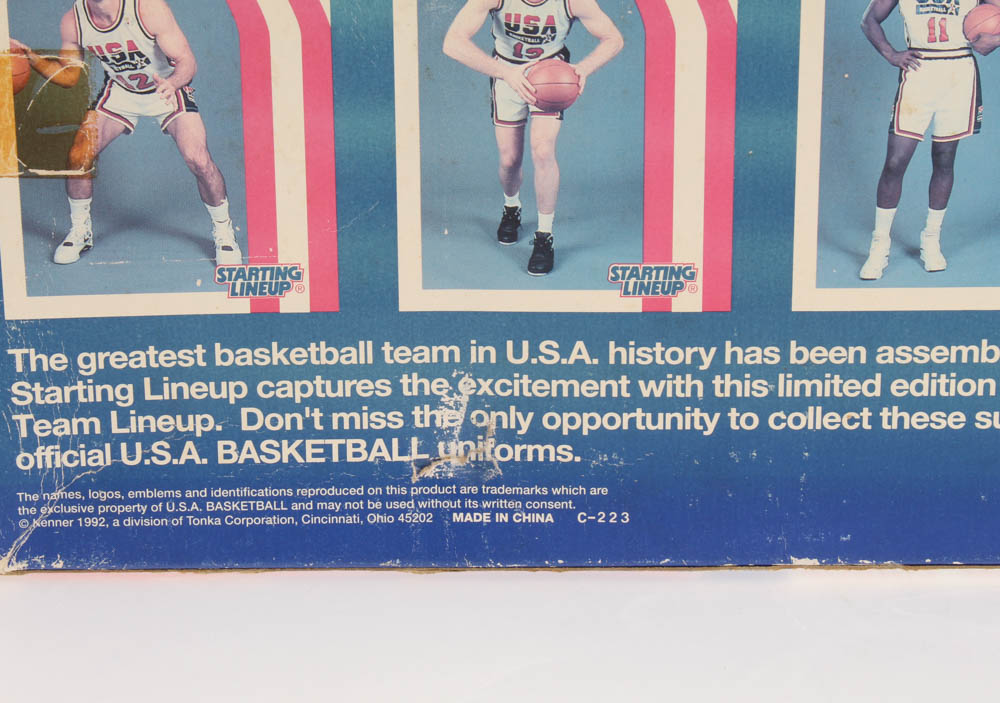 USA
12
USA
BASKETBALL
12
11
STARTING
LINEUP®
STARTING
LINEUP®
The greatest basketball team in U.S.A. history has been assemb
Starting Lineup captures the excitement with this limited edition
Team Lineup. Don't miss the only opportunity to collect these su
official U.S.A. BASKETBALL uniforms.
The names, logos, emblems and identifications reproduced on this product are trademarks which are
the exclusive property of U.S.A. BASKETBALL and may not be used without its written consent.
© Kenner 1992, a division of Tonka Corporation, Cincinnati, Ohio 45202 MADE IN CHINA C-223